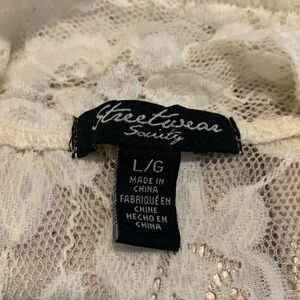 Streetwear
Society
L/G
MADE IN
CHINA
FABRIQUÉ EN
CHINE
HECHO EN
CHINA